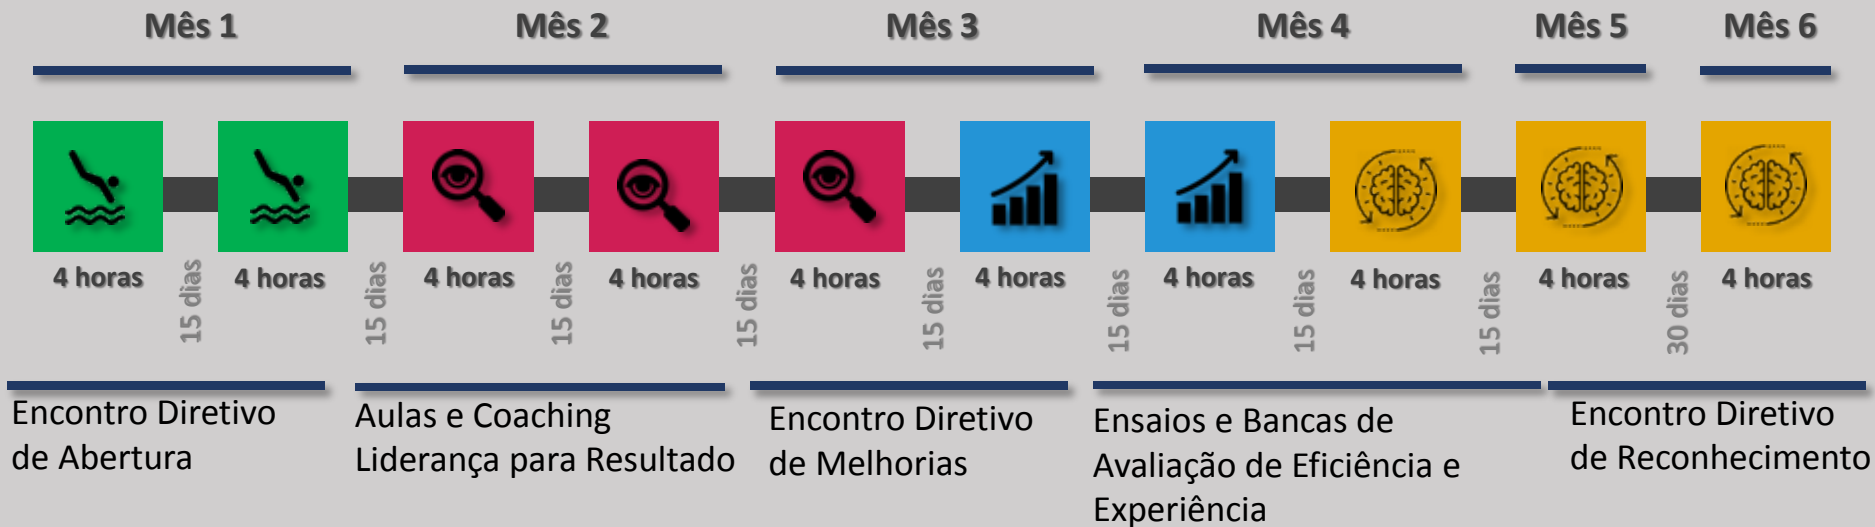 Mês 1
Mês 2
Mês 3
Mês 4
Mês 5
Mês 6
4 horas
15 dias
4 horas
15 dias
4 horas
15 dias
4 horas
15 dias
4 horas
15 dias
4 horas
15 dias
4 horas
15 dias
4 horas
15 dias
4 horas
30 dias
4 horas
Encontro Diretivo
de Abertura
Aulas e Coaching
Liderança para Resultado
Encontro Diretivo
de Melhorias
Ensaios e Bancas de
Avaliação de Eficiência e
Experiência
Encontro Diretivo
de Reconhecimento